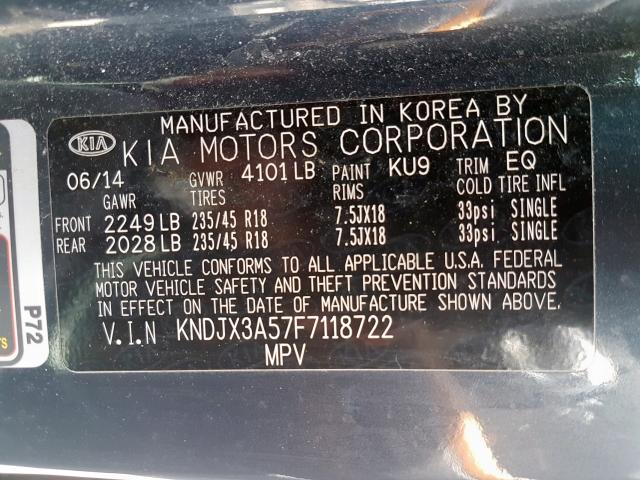 MANUFACTURED IN KOREA BY
KIA KIA MOTORS CORPORATION
06/14 GVWR 4101 LB PAINT KU9 TRIM EQ
GAWR TIRES RIMS COLD TIRE INFL
FRONT 2249 LB 235/45 R18 7.5JX18 33psi SINGLE
REAR 2028 LB 235/45 R18 7.5JX18 33psi SINGLE
THIS VEHICLE CONFORMS TO ALL APPLICABLE U.S.A. FEDERAL
MOTOR VEHICLE SAFETY AND THEFT PREVENTION STANDARDS
IN EFFECT ON THE DATE OF MANUFACTURE SHOWN ABOVE.
V.I.N KNDJX3A57F7118722
MPV
P72